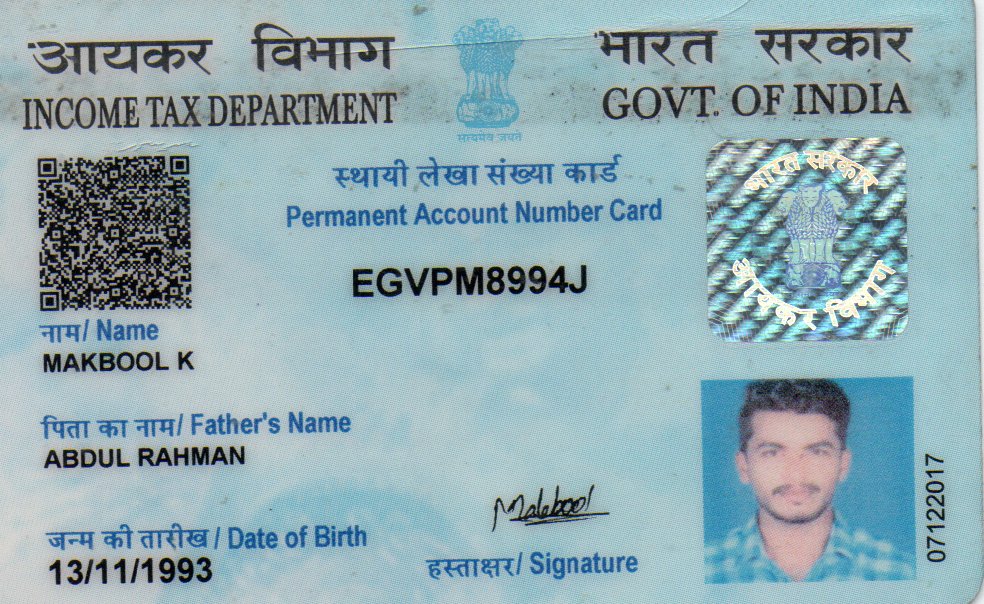 आयकर विभाग
INCOME TAX DEPARTMENT
सत्यमेव जयते
भारत सरकार
GOVT. OF INDIA
स्थायी लेखा संख्या कार्ड
Permanent Account Number Card
EGVPM8994J
भारत सरकार
आयकर विभाग
नाम/ Name
MAKBOOL K
पिता का नाम/ Father's Name
ABDUL RAHMAN
जन्म की तारीख / Date of Birth
13/11/1993
Makbool
हस्ताक्षर/ Signature
07122017